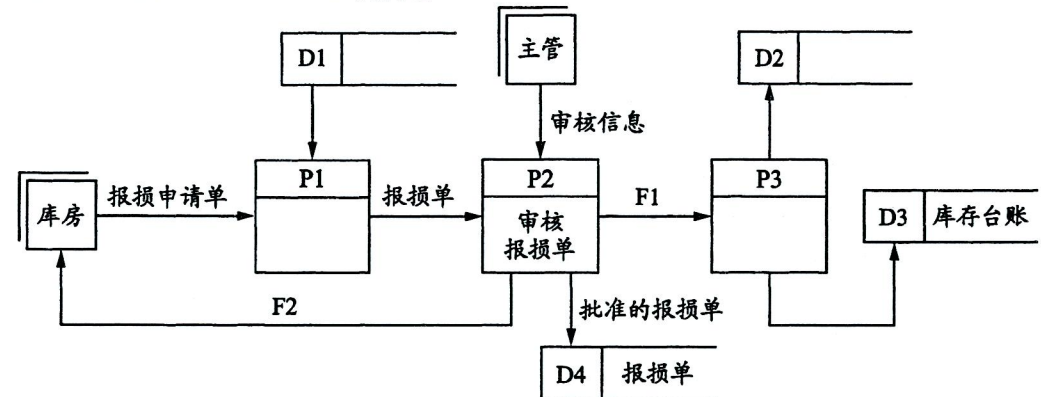 D1
主管
D2
审核信息
P1
P2
P3
库房
报损申请单
报损单
审核
报损单
F1
D3
库存台账
F2
批准的报损单
D4
报损单